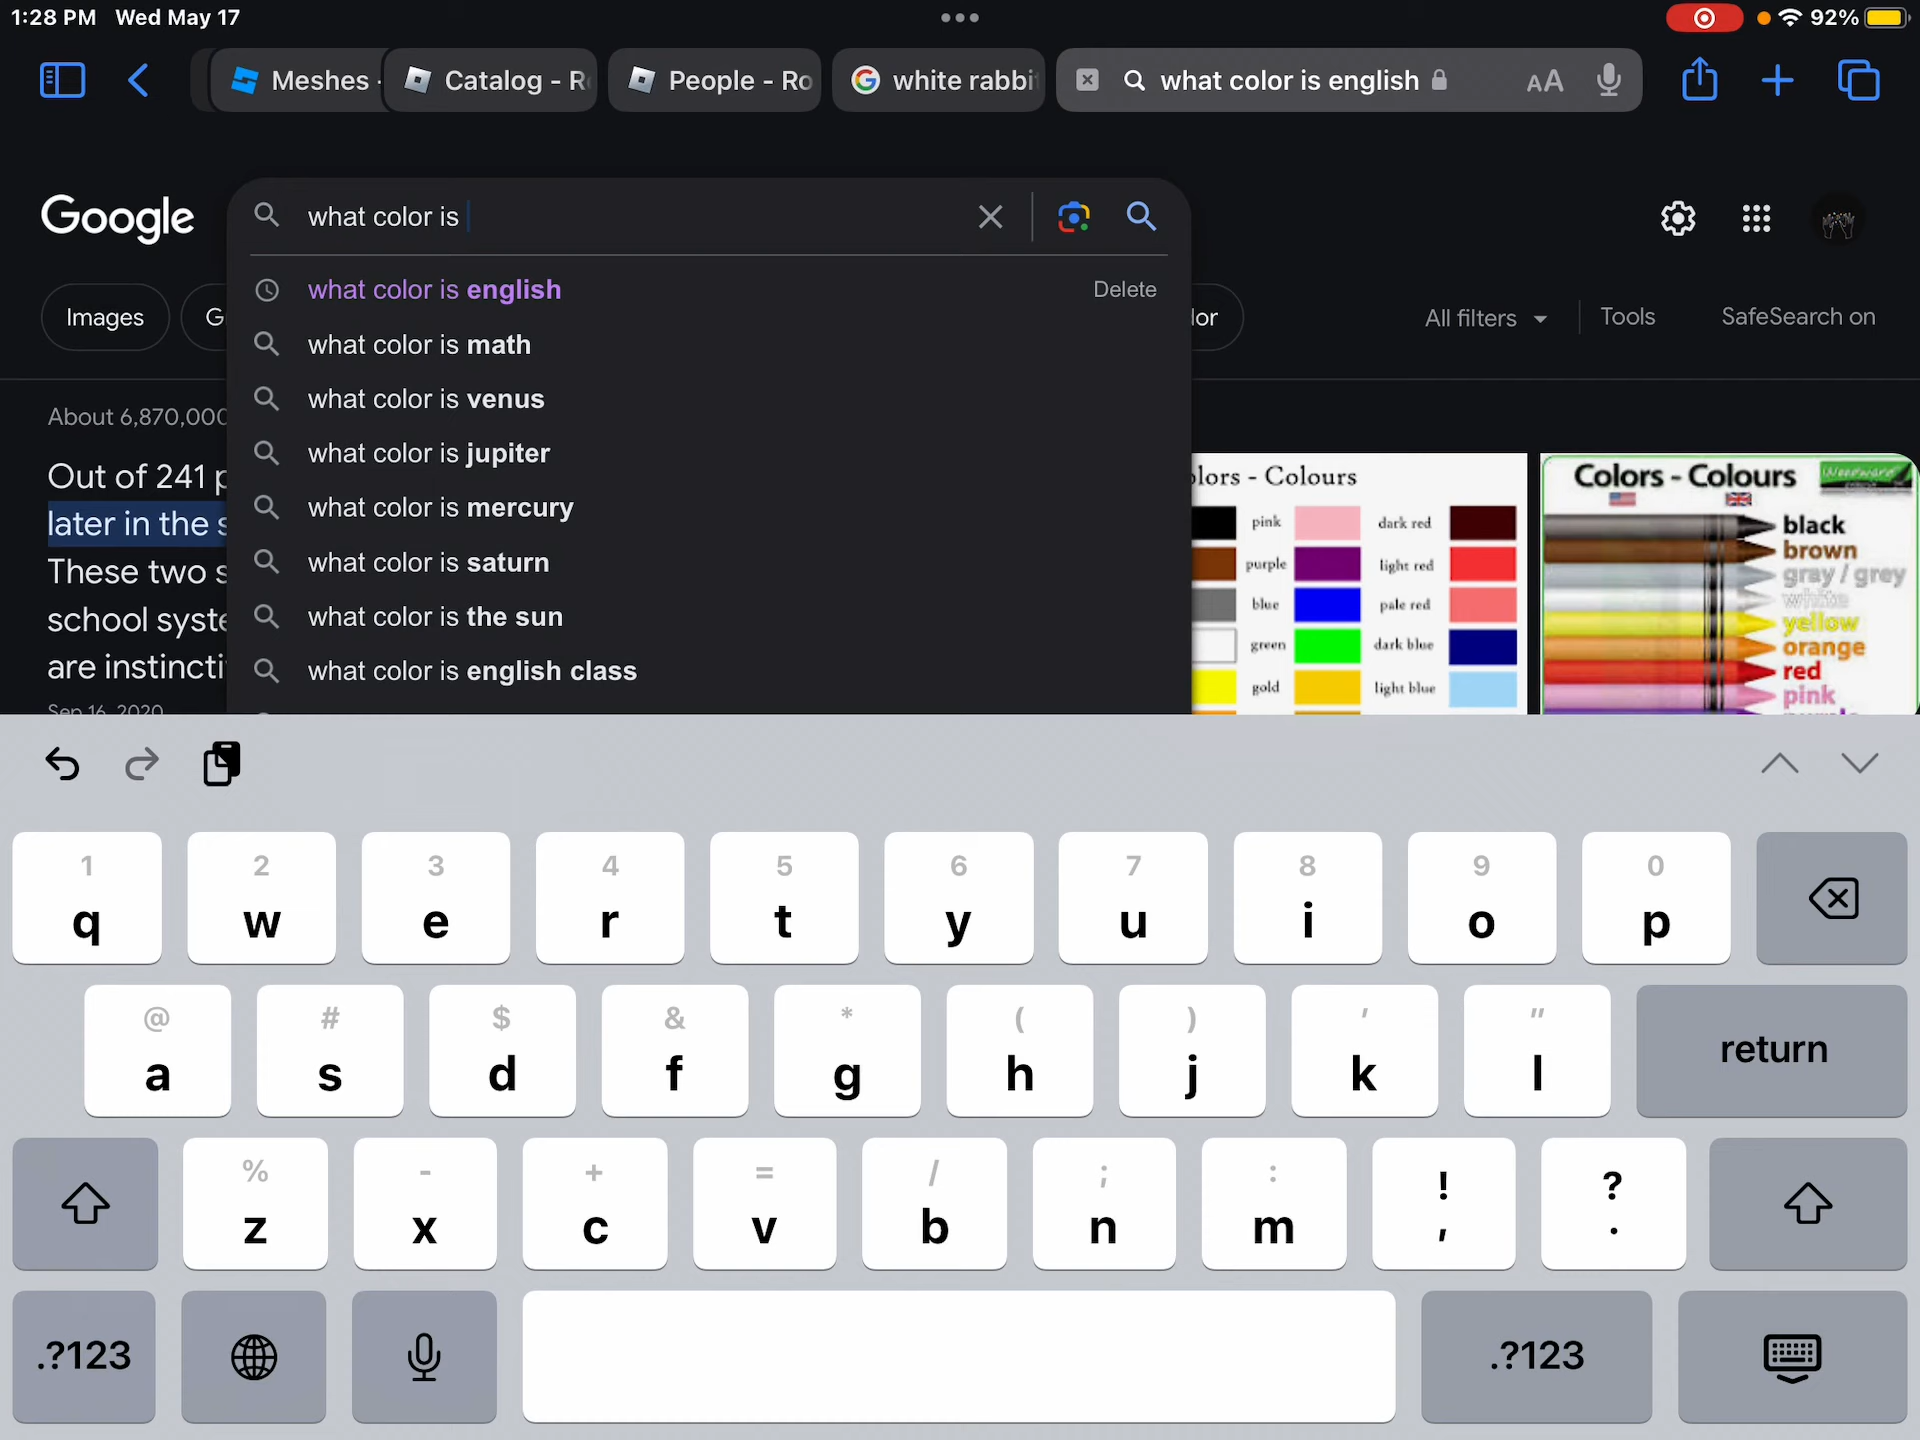 1:28 PM Wed May 17
92%
Meshes -
Catalog - R
People - Ro
white rabbi
what color is english
AA
Google
what color is
what color is english
Delete
what color is math
what color is venus
what color is jupiter
what color is mercury
what color is saturn
what color is the sun
what color is english class
Images
G
lor
All filters
Tools
SafeSearch on
About 6,870,000
Out of 241 p
later in the s
These two s
school syste
are instincti
Sep 16, 2020
lors - Colours
pink
dark red
purple
light red
blue
pale red
green
dark blue
gold
light blue
Colors - Colours
Woodward
black
brown
gray / grey
white
yellow
orange
red
pink
purple
1 2 3 4 5 6 7 8 9 0
q w e r t y u i o p
@ # $ & * ( ) ' "
a s d f g h j k l return
% - + = / ; : ! ?
z x c v b n m , .
.?123 .?123